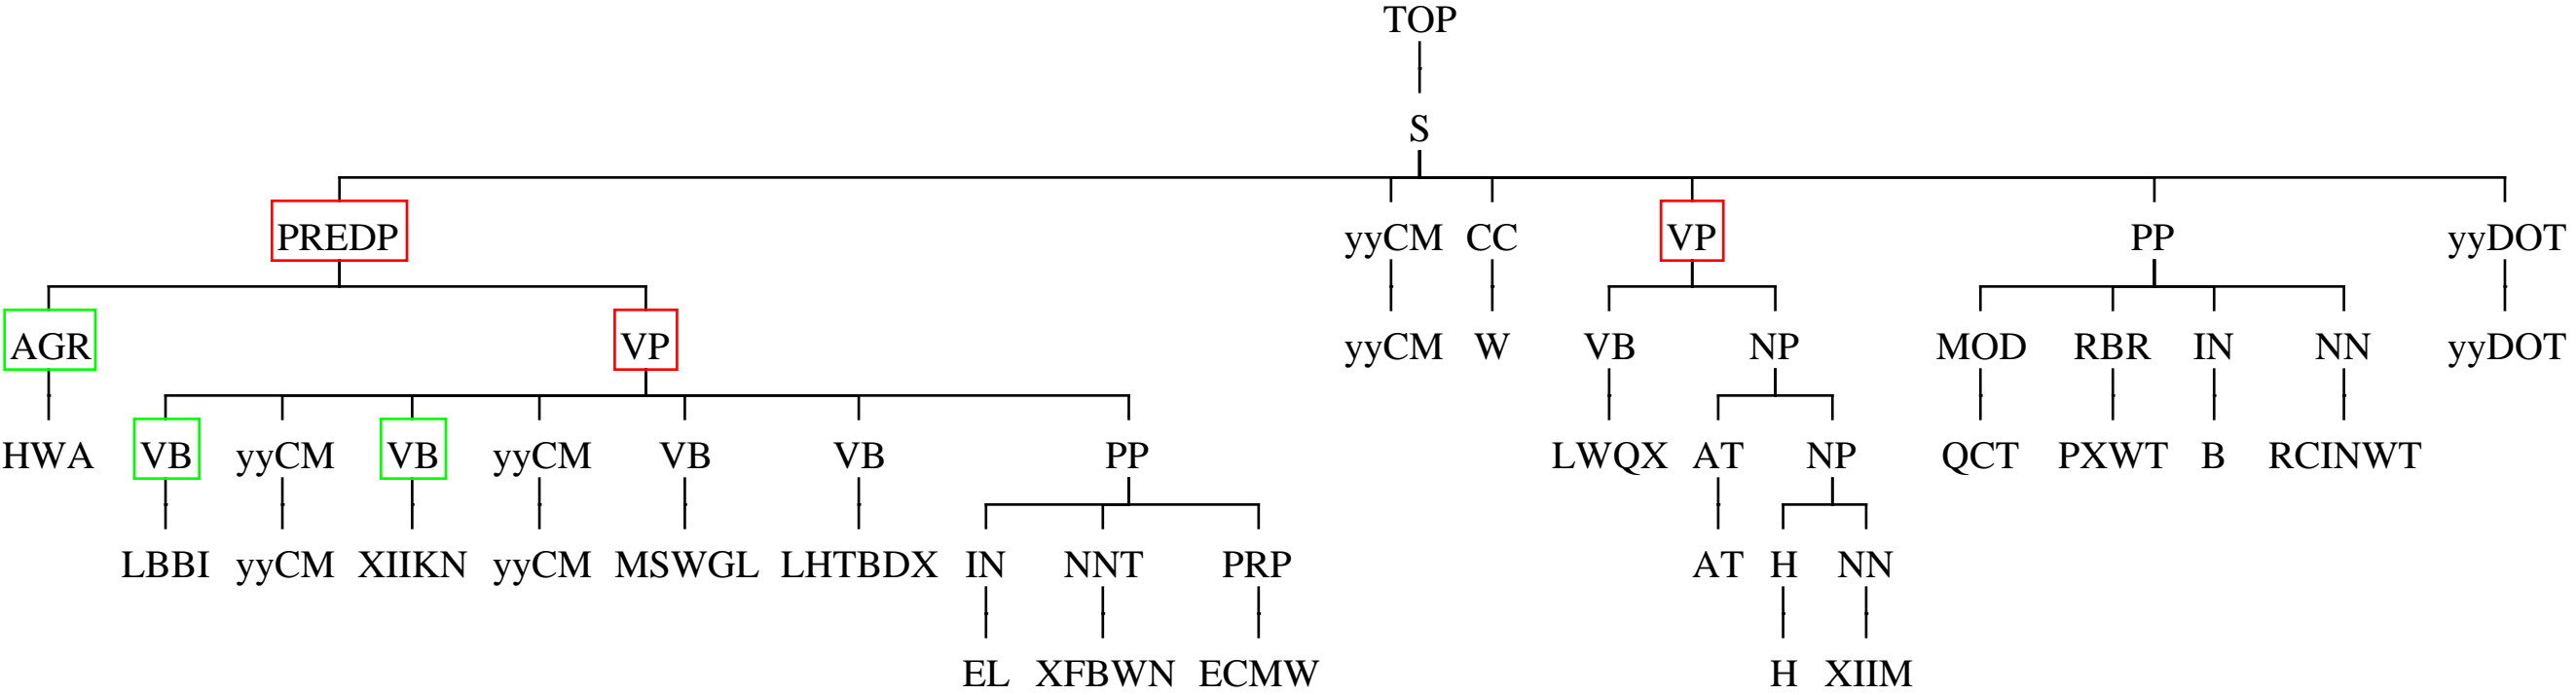 TOP
S
PREDP yyCM CC VP PP yyDOT
AGR VP yyCM W VB NP MOD RBR IN NN yyDOT
HWA VB yyCM VB yyCM VB VB PP LWQX AT NP QCT PXWT B RCINWT
LBBI yyCM XIIKN yyCM MSWGL LHTBDX IN NNT PRP AT H NN
EL XFBWN ECMW H XIIM